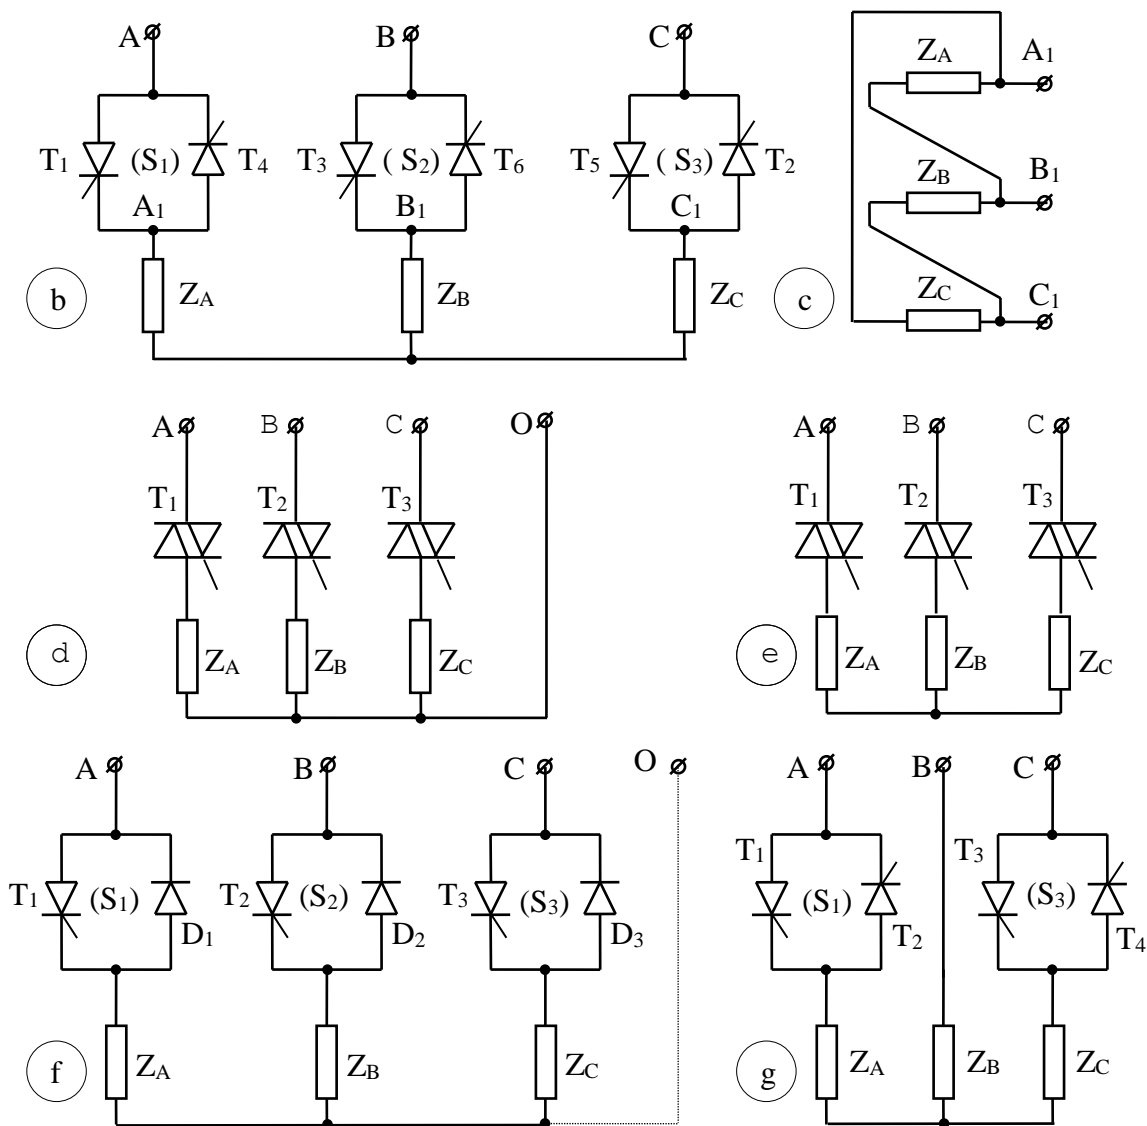 A B C
T1 (S1) T4 T3 ( S2) T6 T5 ( S3) T2
A1 B1 C1
b ZA ZB ZC
ZA A1
ZB B1
c ZC C1
A B C O
T1 T2 T3
d ZA ZB ZC
A B C
T1 T2 T3
e ZA ZB ZC
A B C O
T1 (S1) D1 T2 (S2) D2 T3 (S3) D3
f ZA ZB ZC
A B C
T1 (S1) T2 T3 (S3) T4
g ZA ZB ZC